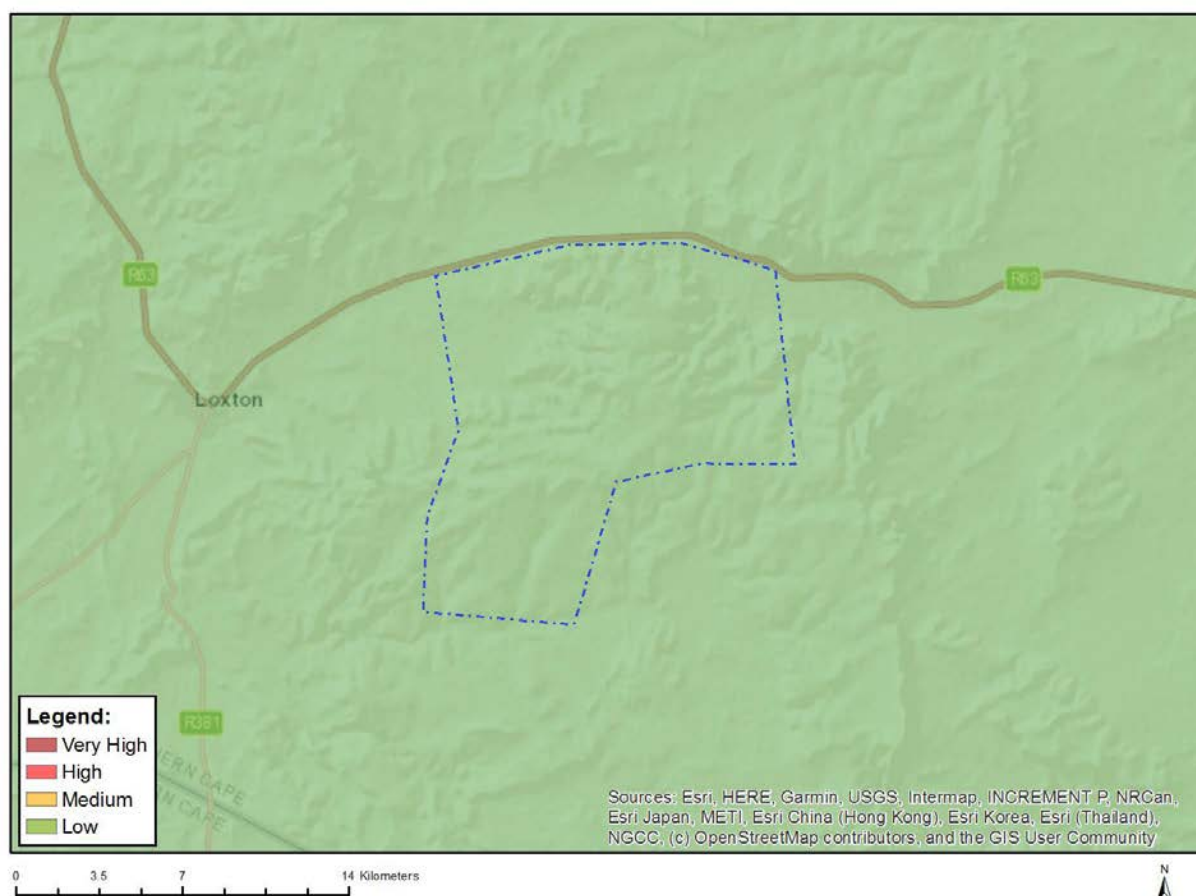 R63
R63
Loxton
R381
HERN CAPE
N CAPE
Legend:
Very High
High
Medium
Low
Sources: Esri, HERE, Garmin, USGS, Intermap, INCREMENT P, NRCan,
Esri Japan, METI, Esri China (Hong Kong), Esri Korea, Esri (Thailand),
NGCC, (c) OpenStreetMap contributors, and the GIS User Community
0 3.5 7 14 Kilometers
N